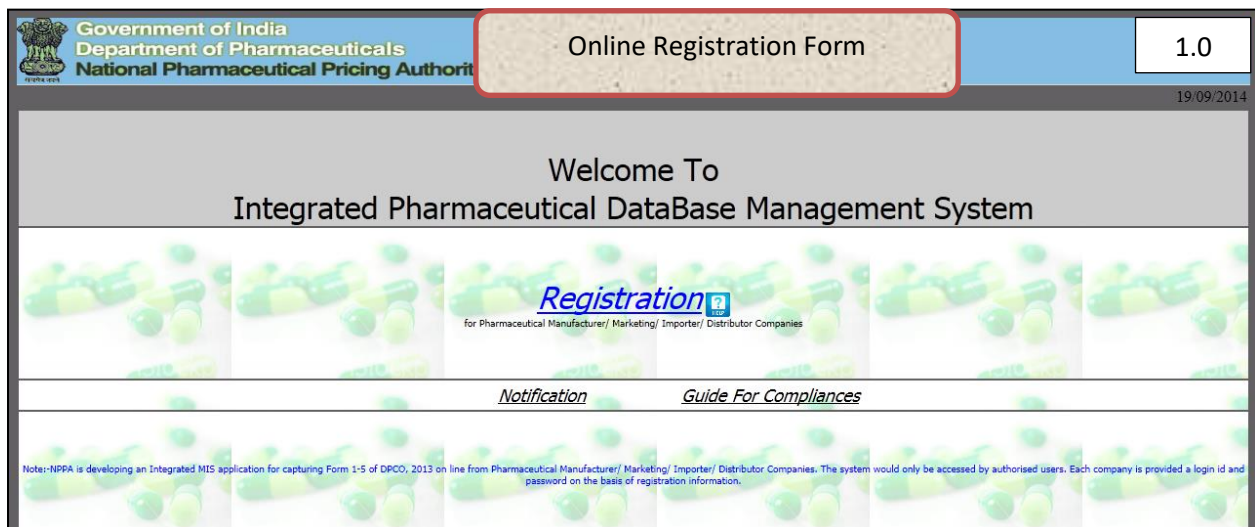 Government of India
Department of Pharmaceuticals
National Pharmaceutical Pricing Authorit
Online Registration Form
1.0
19/09/2014
Welcome To
Integrated Pharmaceutical DataBase Management System
Registration
HELP
for Pharmaceutical Manufacturer/ Marketing/ Importer/ Distributor Companies
Notification
Guide For Compliances
Note:-NPPA is developing an Integrated MIS application for capturing Form 1-5 of DPCO, 2013 on line from Pharmaceutical Manufacturer/ Marketing/ Importer/ Distributor Companies. The system would only be accessed by authorised users. Each company is provided a login id and
password on the basis of registration information.